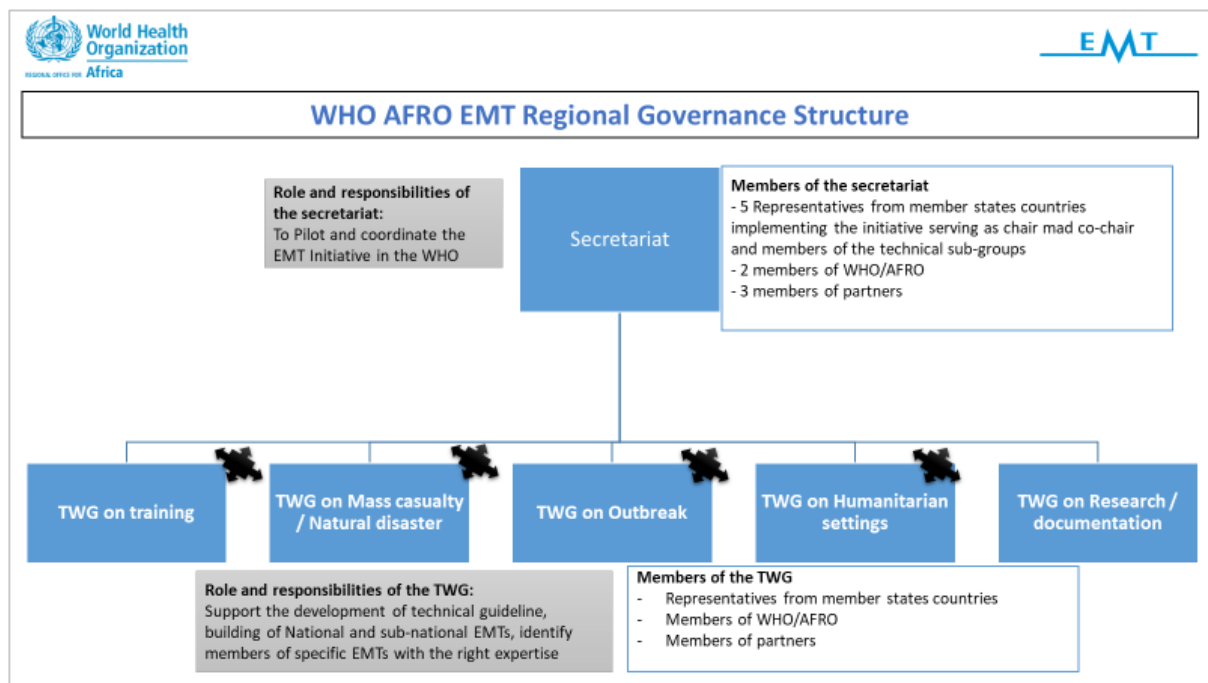 World Health
Organization
REGIONAL OFFICE FOR Africa
EMT
WHO AFRO EMT Regional Governance Structure
Role and responsibilities of
the secretariat:
To Pilot and coordinate the
EMT Initiative in the WHO
Secretariat
Members of the secretariat
- 5 Representatives from member states countries
implementing the initiative serving as chair mad co-chair
and members of the technical sub-groups
- 2 members of WHO/AFRO
- 3 members of partners
TWG on training
TWG on Mass casualty
/ Natural disaster
TWG on Outbreak
TWG on Humanitarian
settings
TWG on Research /
documentation
Role and responsibilities of the TWG:
Support the development of technical guideline,
building of National and sub-national EMTs, identify
members of specific EMTs with the right expertise
Members of the TWG
- Representatives from member states countries
- Members of WHO/AFRO
- Members of partners